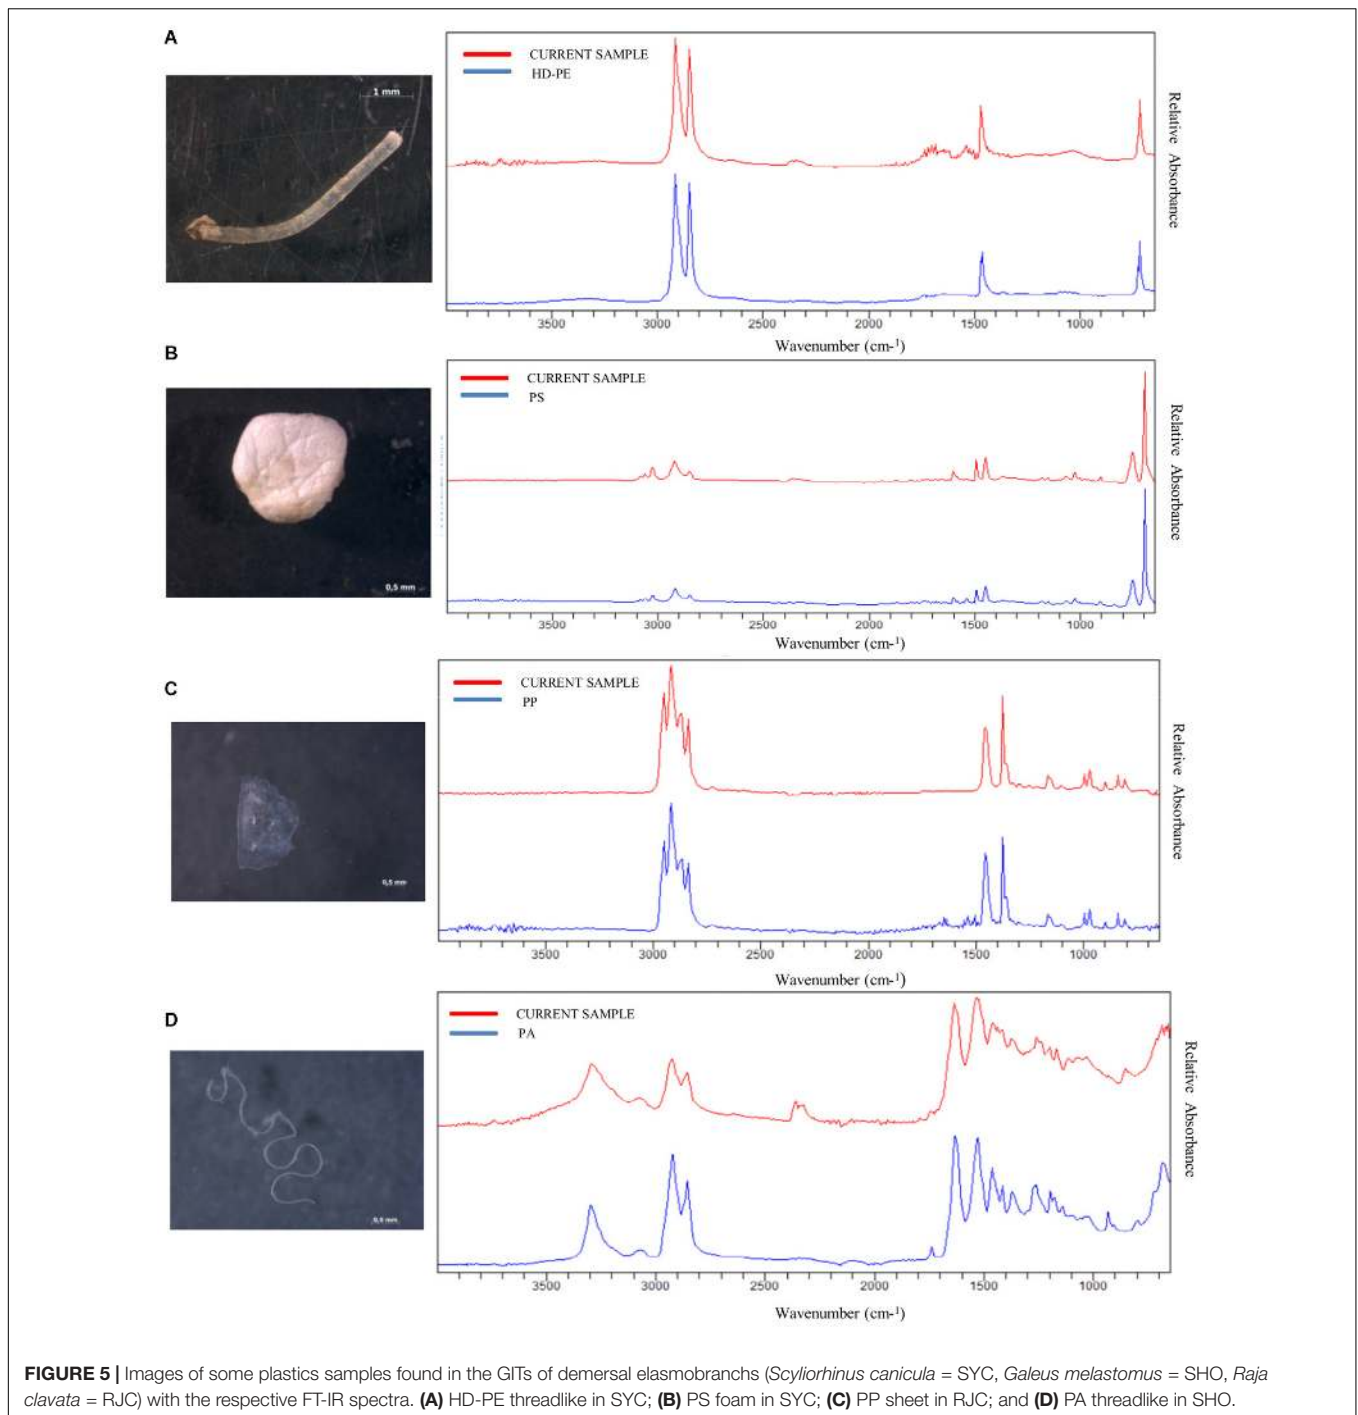 A
1 mm
CURRENT SAMPLE
HD-PE
Relative Absorbance
3500 3000 2500 2000 1500 1000
Wavenumber (cm-1)
B
0,5 mm
CURRENT SAMPLE
PS
Relative Absorbance
3500 3000 2500 2000 1500 1000
Wavenumber (cm-1)
C
0,5 mm
CURRENT SAMPLE
PP
Relative Absorbance
3500 3000 2500 2000 1500 1000
Wavenumber (cm-1)
D
0,5 mm
CURRENT SAMPLE
PA
Relative Absorbance
3500 3000 2500 2000 1500 1000
Wavenumber (cm-1)
FIGURE 5 | Images of some plastics samples found in the GITs of demersal elasmobranchs (Scyliorhinus canicula = SYC, Galeus melastomus = SHO, Raja
clavata = RJC) with the respective FT-IR spectra. (A) HD-PE threadlike in SYC; (B) PS foam in SYC; (C) PP sheet in RJC; and (D) PA threadlike in SHO.